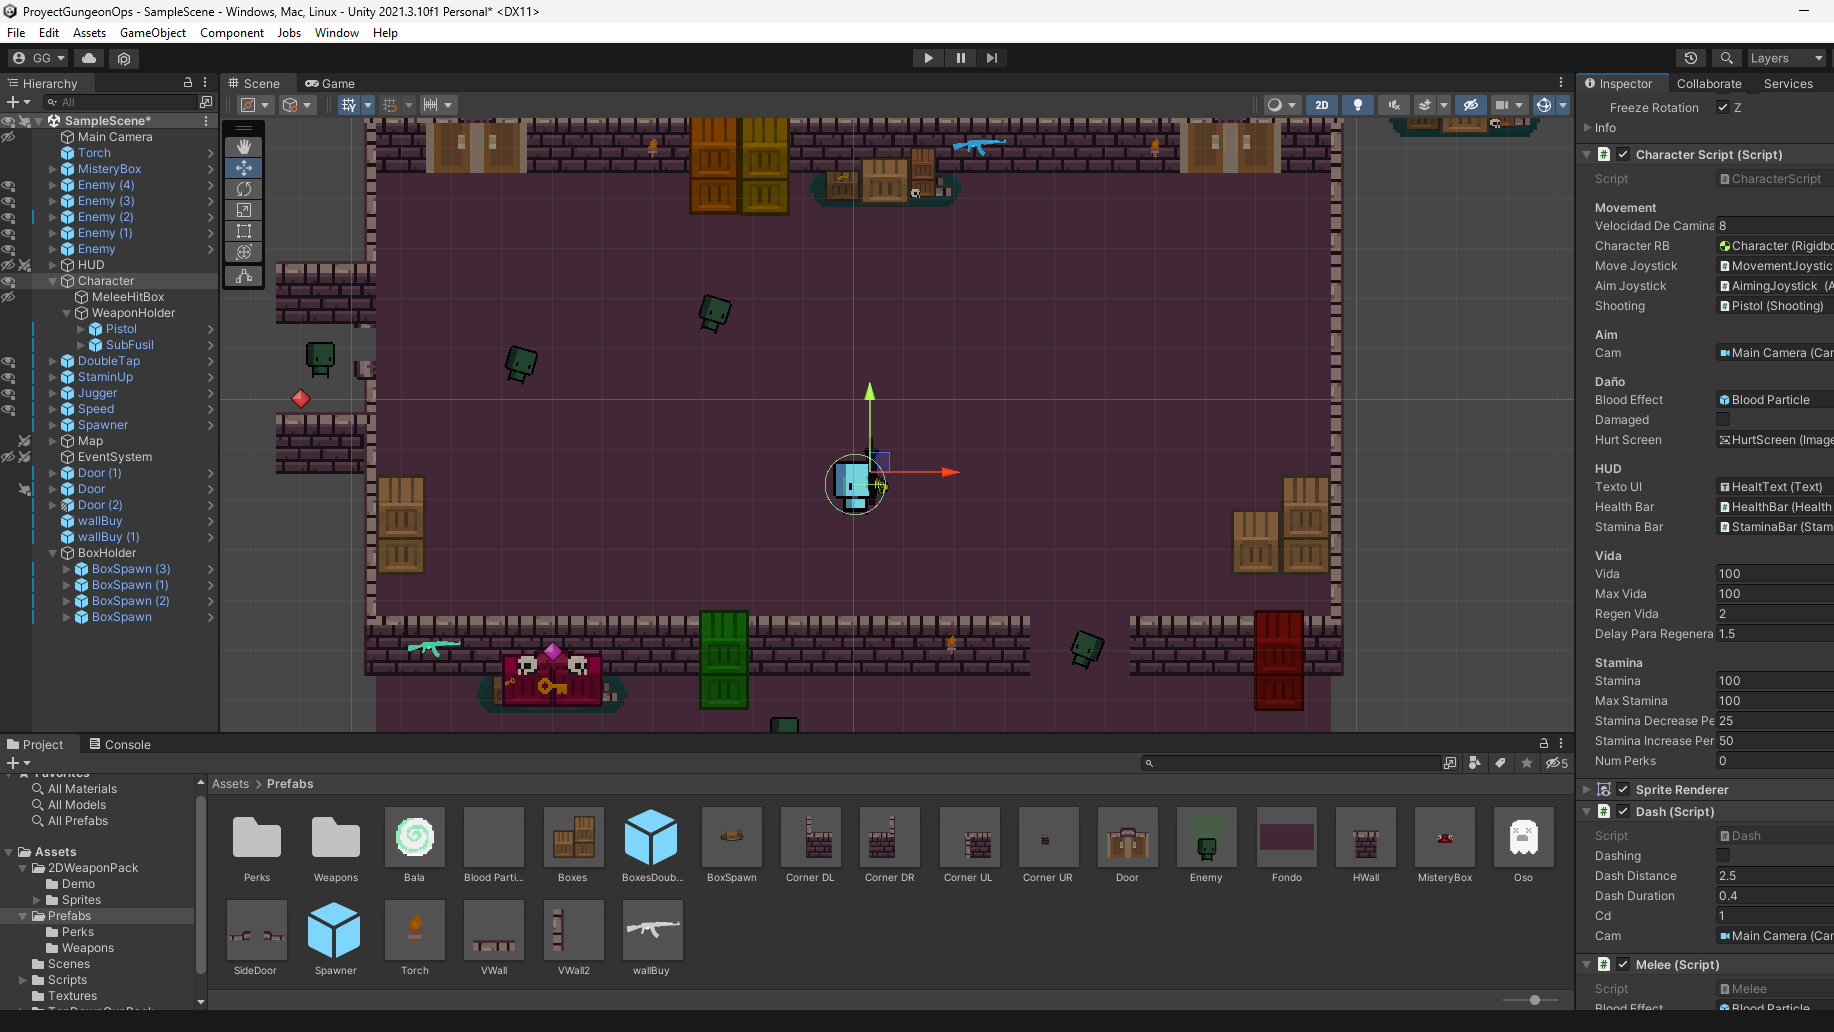 ProyectGungeonOps - SampleScene - Windows, Mac, Linux - Unity 2021.3.10f1 Personal* <DX11>
File Edit Assets GameObject Component Jobs Window Help
GG
Layers
Hierarchy
All
SampleScene*
Main Camera
Torch
MisteryBox
Enemy (4)
Enemy (3)
Enemy (2)
Enemy (1)
Enemy
HUD
Character
MeleeHitBox
WeaponHolder
Pistol
SubFusil
DoubleTap
StaminUp
Jugger
Speed
Spawner
Map
EventSystem
Door (1)
Door
Door (2)
wallBuy
wallBuy (1)
BoxHolder
BoxSpawn (3)
BoxSpawn (1)
BoxSpawn (2)
BoxSpawn
Scene Game
2D
Inspector Collaborate Services
Freeze Rotation Z
Info
Character Script (Script)
Script CharacterScript
Movement
Velocidad De Camina 8
Character RB Character (Rigidbo
Move Joystick MovementJoystic
Aim Joystick AimingJoystick (A
Shooting Pistol (Shooting)
Aim
Cam Main Camera (Car
Daño
Blood Effect Blood Particle
Damaged
Hurt Screen HurtScreen (Image
HUD
Texto UI HealtText (Text)
Health Bar HealthBar (Health
Stamina Bar StaminaBar (Stam
Vida
Vida 100
Max Vida 100
Regen Vida 2
Delay Para Regenera 1.5
Stamina
Stamina 100
Max Stamina 100
Stamina Decrease Pe 25
Stamina Increase Per 50
Num Perks 0
Sprite Renderer
Dash (Script)
Script Dash
Dashing
Dash Distance 2.5
Dash Duration 0.4
Cd 1
Cam Main Camera (Car
Melee (Script)
Script Melee
Blood Effect Blood Particle
Project Console
5
Favorites
All Materials
All Models
All Prefabs
Assets
2DWeaponPack
Demo
Sprites
Prefabs
Perks
Weapons
Scenes
Scripts
Textures
TopDownGunPack
Assets > Prefabs
Perks Weapons Bala Blood Parti... Boxes BoxesDoub... BoxSpawn Corner DL Corner DR Corner UL Corner UR Door Enemy Fondo HWall MisteryBox Oso
SideDoor Spawner Torch VWall VWall2 wallBuy